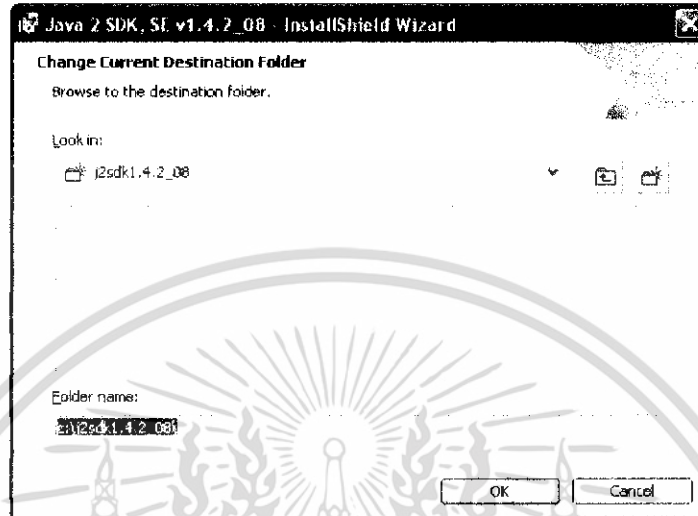 Java 2 SDK, SE v1.4.2_08 - InstallShield Wizard
Change Current Destination Folder
Browse to the destination folder.
Look in:
j2sdk1.4.2_08
Folder name:
c:\j2sdk1.4.2_08\
OK
Cancel